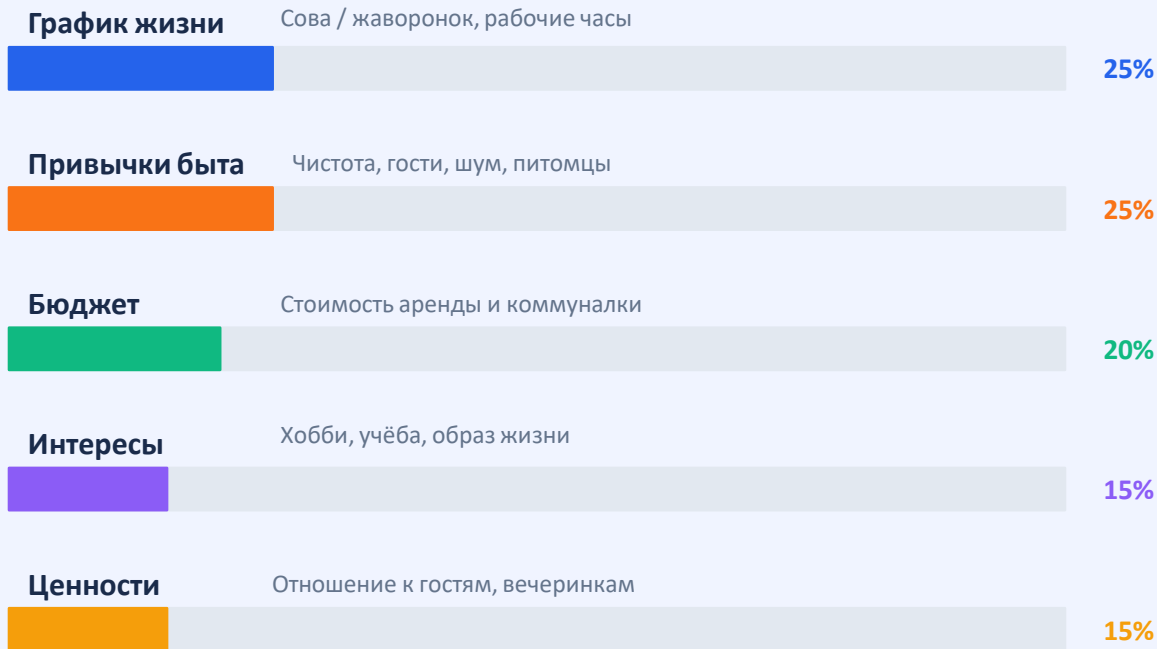 График жизни Сова / жаворонок, рабочие часы
25%
Привычки быта Чистота, гости, шум, питомцы
25%
Бюджет Стоимость аренды и коммуналки
20%
Интересы Хобби, учёба, образ жизни
15%
Ценности Отношение к гостям, вечеринкам
15%